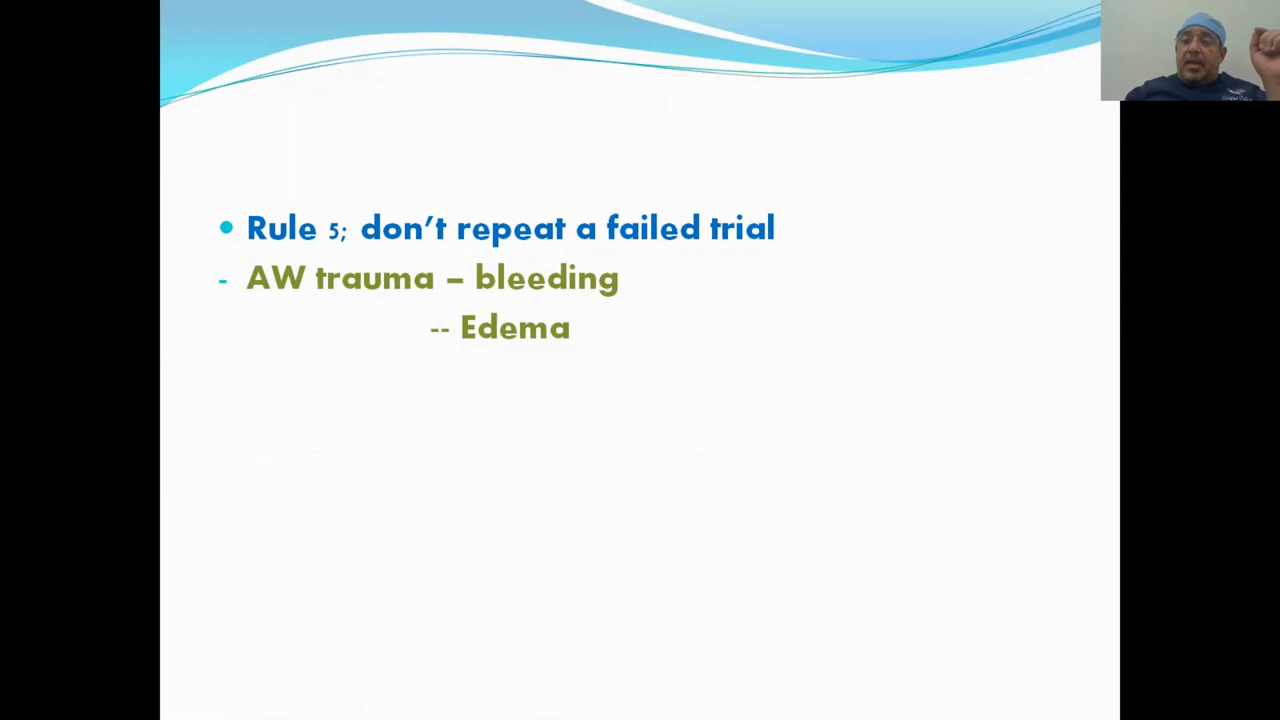 • Rule 5; don’t repeat a failed trial
- AW trauma – bleeding
-- Edema